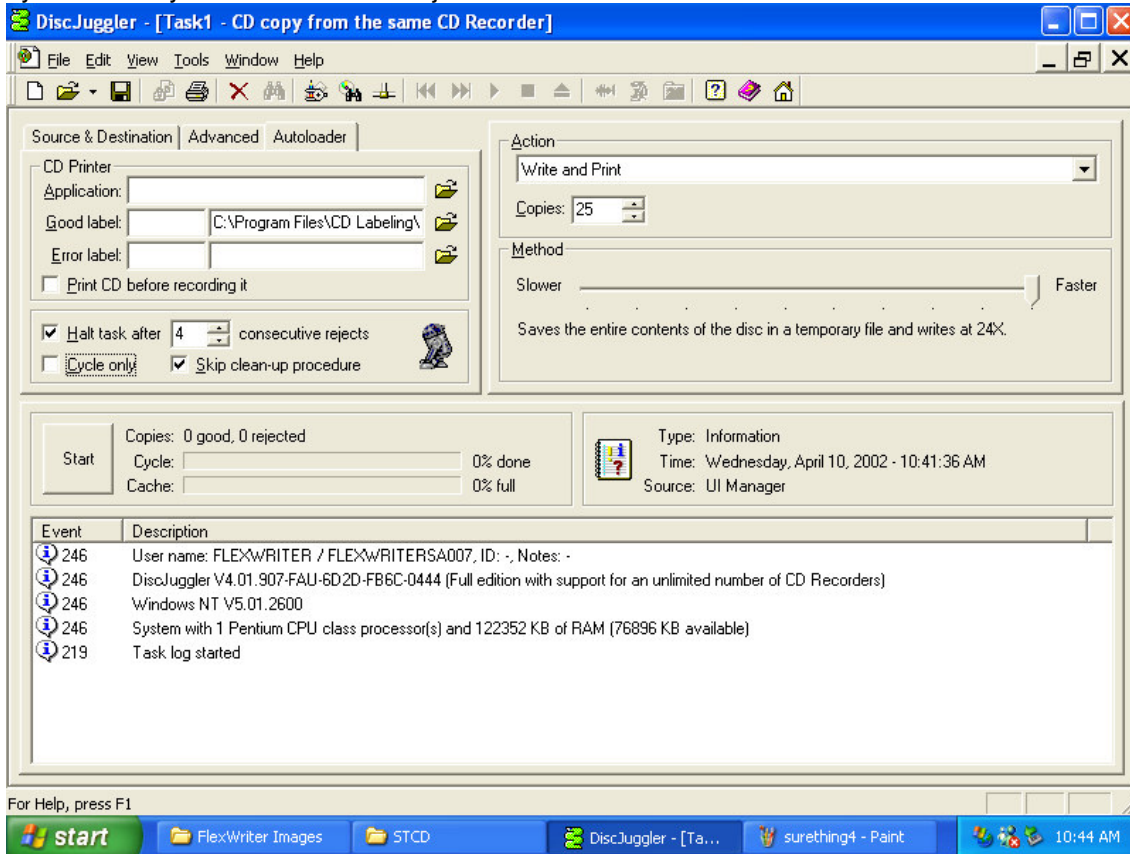 DiscJuggler - [Task1 - CD copy from the same CD Recorder]
File Edit View Tools Window Help
Source & Destination Advanced Autoloader
CD Printer
Application:
Good label: C:\Program Files\CD Labeling\
Error label:
Print CD before recording it
Halt task after 4 consecutive rejects
Cycle only Skip clean-up procedure
Action
Write and Print
Copies: 25
Method
Slower Faster
Saves the entire contents of the disc in a temporary file and writes at 24X.
Start
Copies: 0 good, 0 rejected
Cycle: 0% done
Cache: 0% full
Type: Information
Time: Wednesday, April 10, 2002 - 10:41:36 AM
Source: UI Manager
Event Description
246 User name: FLEXWRITER / FLEXWRITERSA007, ID: -, Notes: -
246 DiscJuggler V4.01.907-FAU-6D2D-FB6C-0444 (Full edition with support for an unlimited number of CD Recorders)
246 Windows NT V5.01.2600
246 System with 1 Pentium CPU class processor(s) and 122352 KB of RAM (76896 KB available)
219 Task log started
For Help, press F1
start FlexWriter Images STCD DiscJuggler - [Ta... surething4 - Paint 10:44 AM